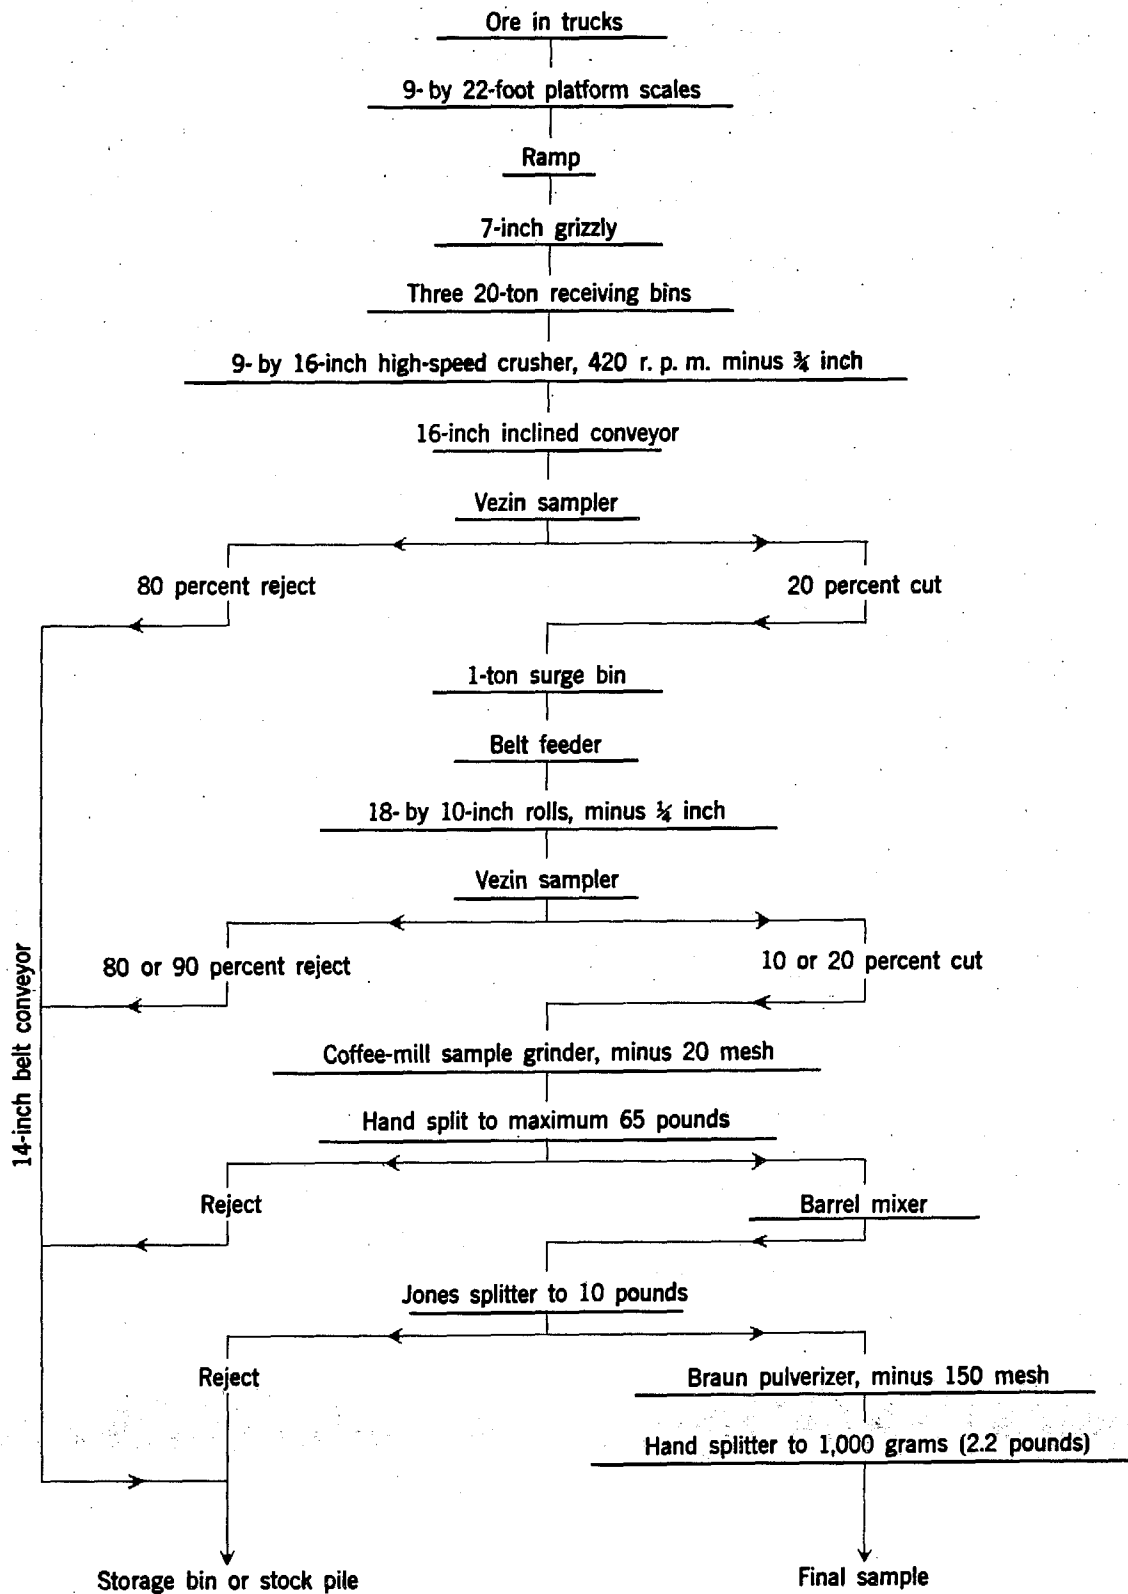 Ore in trucks
9- by 22-foot platform scales
Ramp
7-inch grizzly
Three 20-ton receiving bins
9- by 16-inch high-speed crusher, 420 r. p. m. minus ¾ inch
16-inch inclined conveyor
Vezin sampler
80 percent reject
20 percent cut
1-ton surge bin
Belt feeder
18- by 10-inch rolls, minus ¼ inch
Vezin sampler
80 or 90 percent reject
10 or 20 percent cut
14-inch belt conveyor
Coffee-mill sample grinder, minus 20 mesh
Hand split to maximum 65 pounds
Reject
Barrel mixer
Jones splitter to 10 pounds
Reject
Braun pulverizer, minus 150 mesh
Hand splitter to 1,000 grams (2.2 pounds)
Storage bin or stock pile
Final sample